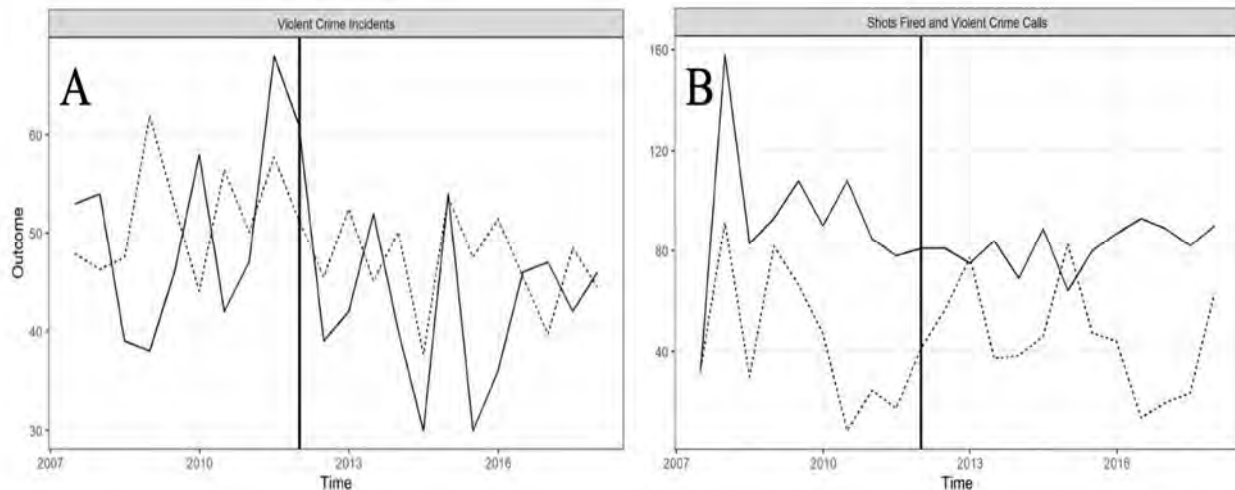 Violent Crime Incidents
A
60
50
40
30
Outcome
2007
2010
2013
2016
Time
Shots Fired and Violent Crime Calls
B
160
120
80
40
2007
2010
2013
2016
Time